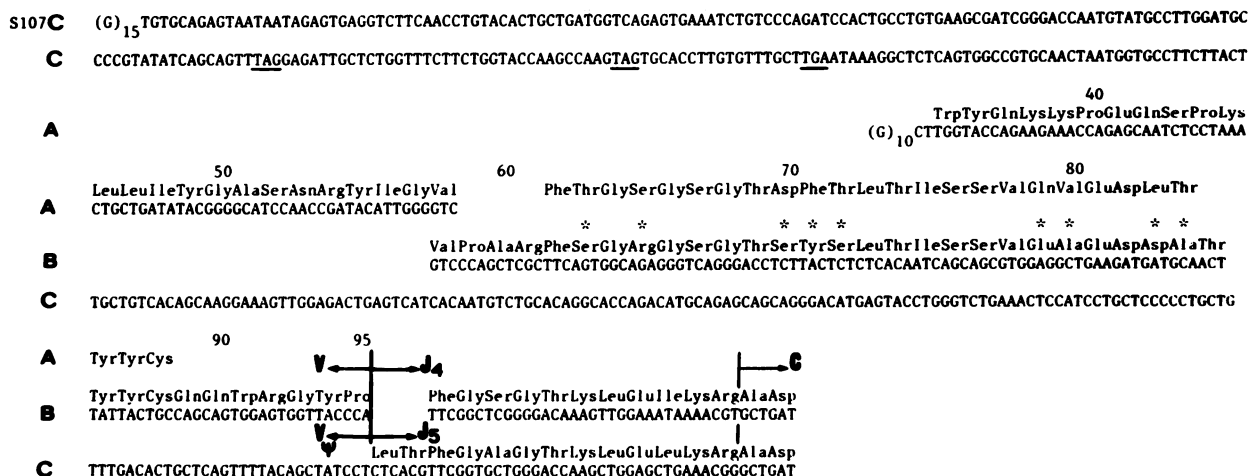 S107C (G)15TGTGCAGAGTAATAATAGAGTGAGGTCTTCAACCTGTACACTGCTGATGGTCAGAGTGAAATCTGTCCCAGATCCACTGCCTGTGAAGCGATCGGGACCAATGTATGCCTTGGATGC
C CCCGTATATCAGCAGTTTAGGAGATTGCTCTGGTTTCTTCTGGTACCAAGCCAAGTAGTGCACCTTGTGTTTGCTTGAATAAAGGCTCTCAGTGGCCGTGCAACTAATGGTGCCTTCTTACT
40
TrpTyrGlnLysLysProGluGlnSerProLys
A (G)10CTTGGTACCAGAAGAAACCAGAGCAATCTCCTAAA
50 60 70 80
LeuLeuIleTyrGlyAlaSerAsnArgTyrIleGlyVal PheThrGlySerGlySerGlyThrAspPheThrLeuThrIleSerSerValGlnValGluAspLeuThr
A CTGCTGATATACGGGGCATCCAACCGATACATTGGGGTC
* * * * * * * * *
ValProAlaArgPheSerGlyArgGlySerGlyThrSerTyrSerLeuThrIleSerSerValGluAlaGluAspAspAlaThr
B GTCCCAGCTCGCTTCAGTGGCAGAGGGTCAGGGACCTCTTACTCTCTCACAATCAGCAGCGTGGAGGCTGAAGATGATGCAACT
C TGCTGTCACAGCAAGGAAAGTTGGAGACTGAGTCATCACAATGTCTGCACAGGCACCAGACATGCAGAGCAGCAGGGACATGAGTACCTGGGTCTGAAACTCCATCCTGCTCCCCCTGCTG
90 95
A TyrTyrCys V J4 C
TyrTyrCysGlnGlnTrpArgGlyTyrPro PheGlySerGlyThrLysLeuGluIleLysArgAlaAsp
B TATTACTGCCAGCAGTGGAGTGGTTACCCA TTCGGCTCGGGGACAAAGTTGGAAATAAAACGTGCTGAT
Vψ J5
LeuThrPheGlyAlaGlyThrLysLeuGluLeuLysArgAlaAsp
C TTTGACACTGCTCAGTTTTACAGCTATCCTCTCACGTTCGGTGCTGGGACCAAGCTGGAGCTGAAACGGGCTGAT